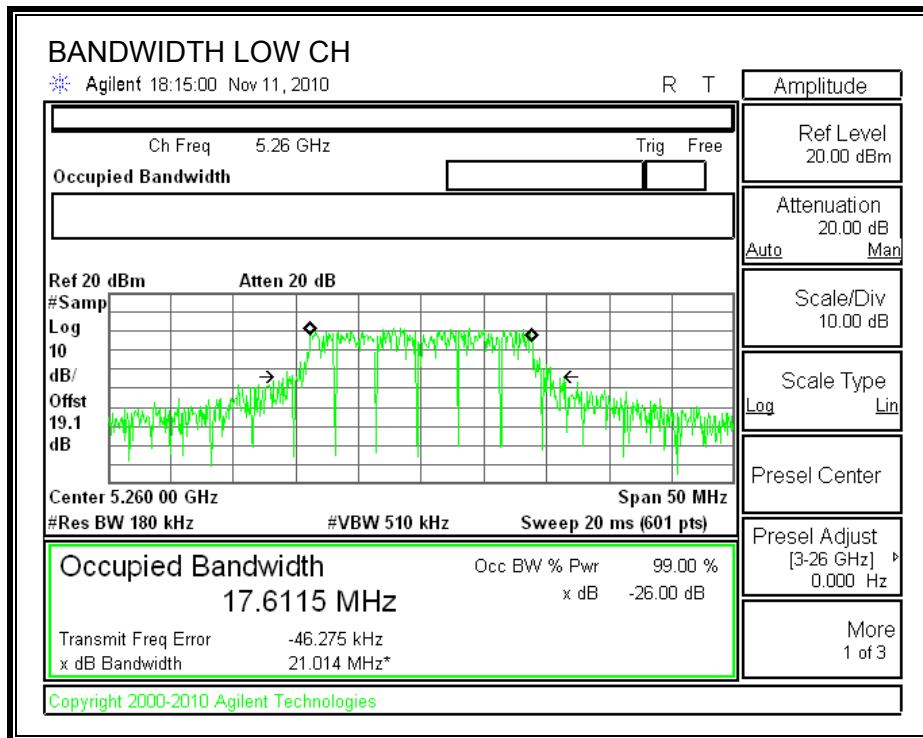 BANDWIDTH LOW CH
Agilent 18:15:00 Nov 11, 2010 R T
Ch Freq 5.26 GHz Trig Free
Occupied Bandwidth
Ref 20 dBm Atten 20 dB
#Samp
Log
10
dB/
Offst
19.1
dB
Center 5.260 00 GHz Span 50 MHz
#Res BW 180 kHz #VBW 510 kHz Sweep 20 ms (601 pts)
Occupied Bandwidth Occ BW % Pwr 99.00 %
17.6115 MHz x dB -26.00 dB
Transmit Freq Error -46.275 kHz
x dB Bandwidth 21.014 MHz*
Copyright 2000-2010 Agilent Technologies
Amplitude
Ref Level
20.00 dBm
Attenuation
20.00 dB
Auto Man
Scale/Div
10.00 dB
Scale Type
Log Lin
Presel Center
Presel Adjust
[3-26 GHz]
0.000 Hz
More
1 of 3